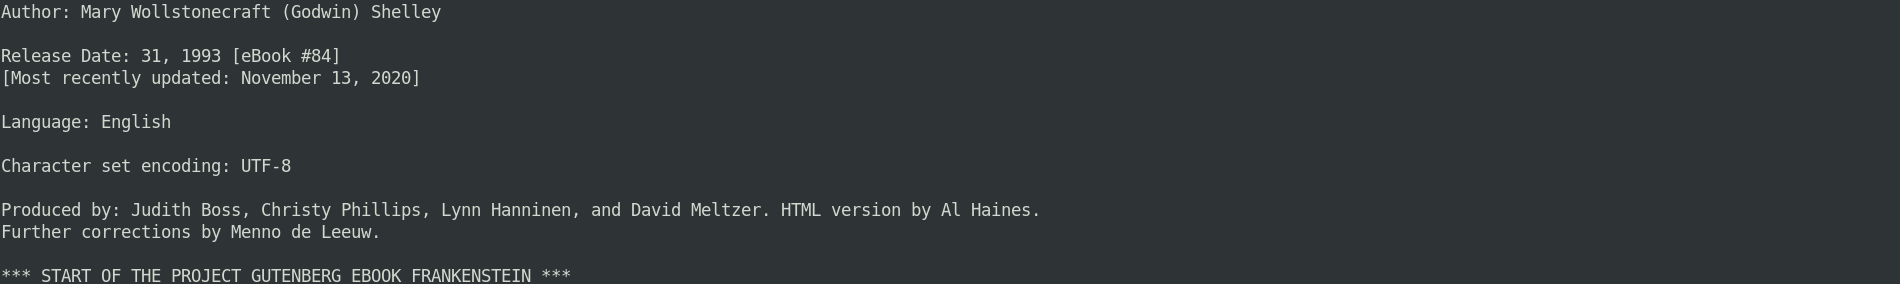 Author: Mary Wollstonecraft (Godwin) Shelley
Release Date: 31, 1993 [eBook #84]
[Most recently updated: November 13, 2020]
Language: English
Character set encoding: UTF-8
Produced by: Judith Boss, Christy Phillips, Lynn Hanninen, and David Meltzer. HTML version by Al Haines.
Further corrections by Menno de Leeuw.
*** START OF THE PROJECT GUTENBERG EBOOK FRANKENSTEIN ***